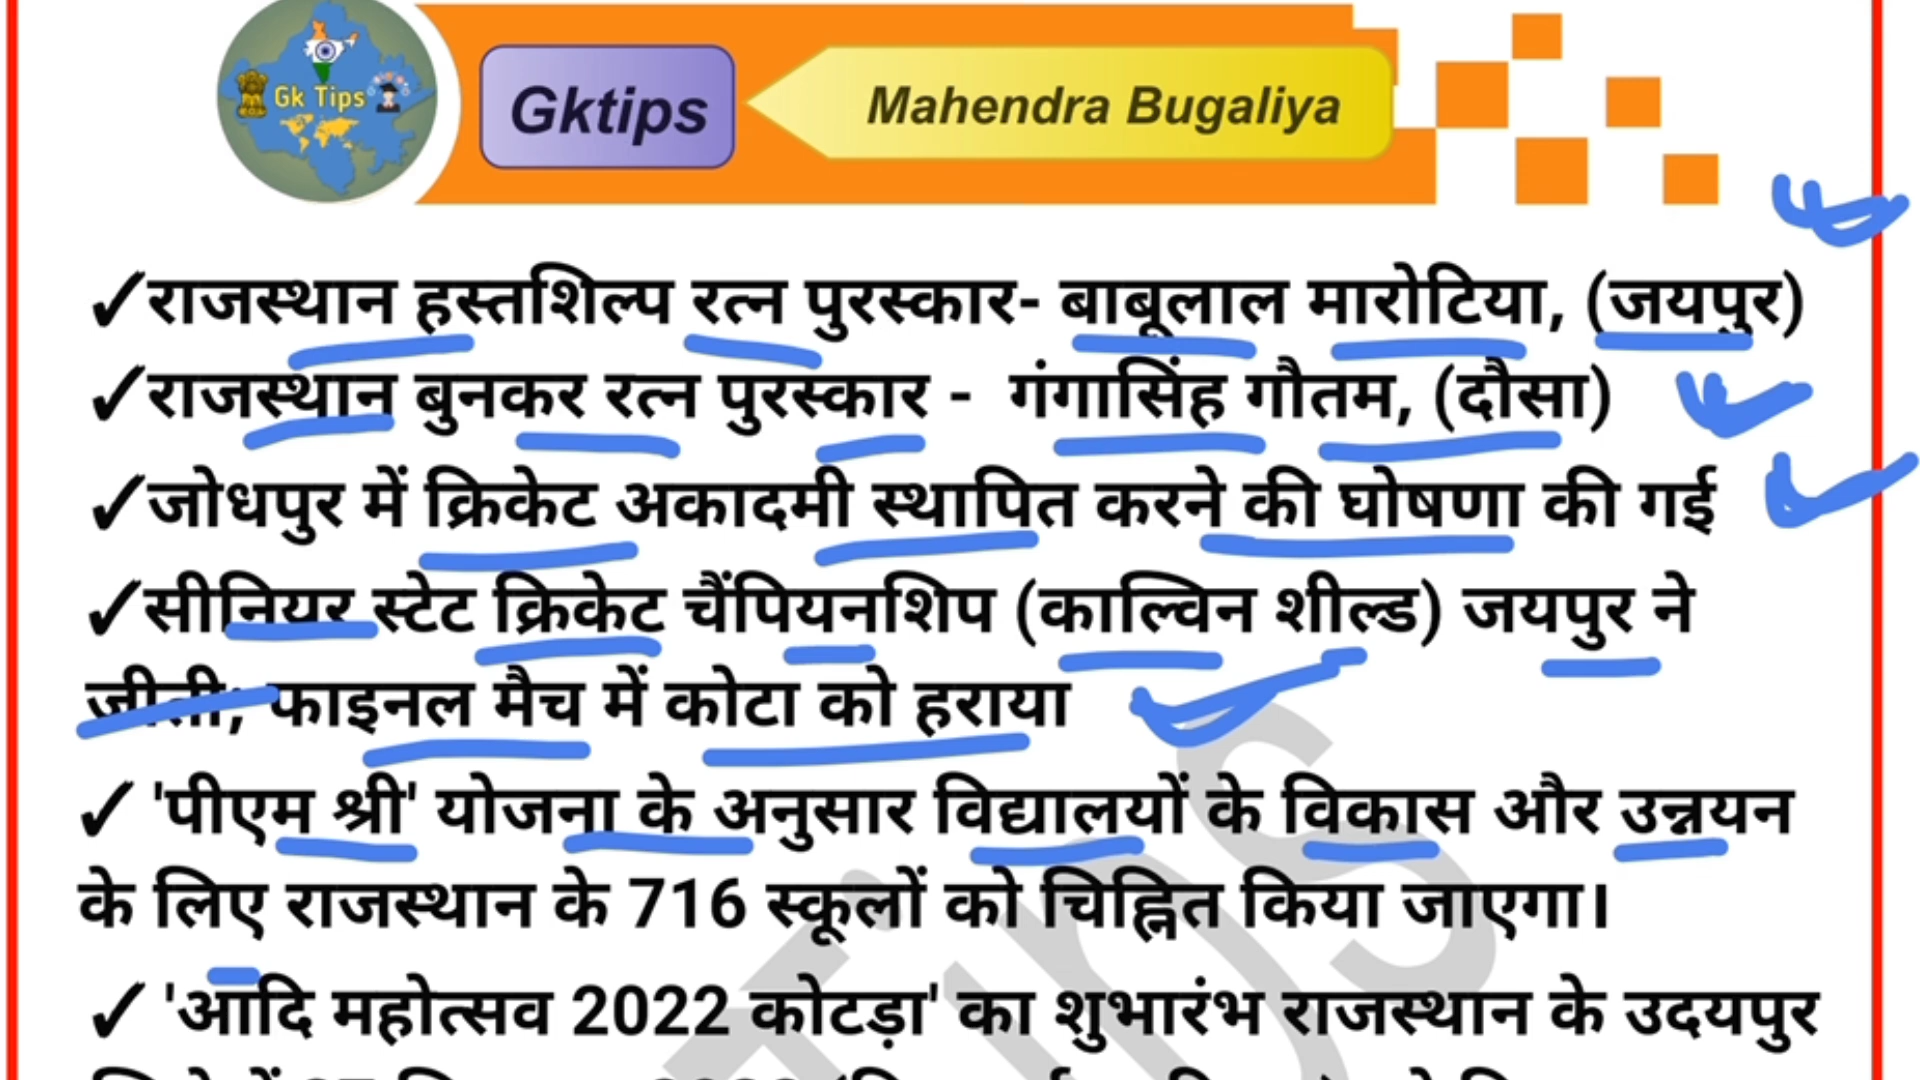 Gk Tips
Gktips
Mahendra Bugaliya
✓राजस्थान हस्तशिल्प रत्न पुरस्कार- बाबूलाल मारोटिया, (जयपुर)
✓राजस्थान बुनकर रत्न पुरस्कार - गंगासिंह गौतम, (दौसा)
✓जोधपुर में क्रिकेट अकादमी स्थापित करने की घोषणा की गई
✓सीनियर स्टेट क्रिकेट चैंपियनशिप (काल्विन शील्ड) जयपुर ने
जीती, फाइनल मैच में कोटा को हराया
✓ 'पीएम श्री' योजना के अनुसार विद्यालयों के विकास और उन्नयन
के लिए राजस्थान के 716 स्कूलों को चिह्नित किया जाएगा।
✓ 'आदि महोत्सव 2022 कोटड़ा' का शुभारंभ राजस्थान के उदयपुर